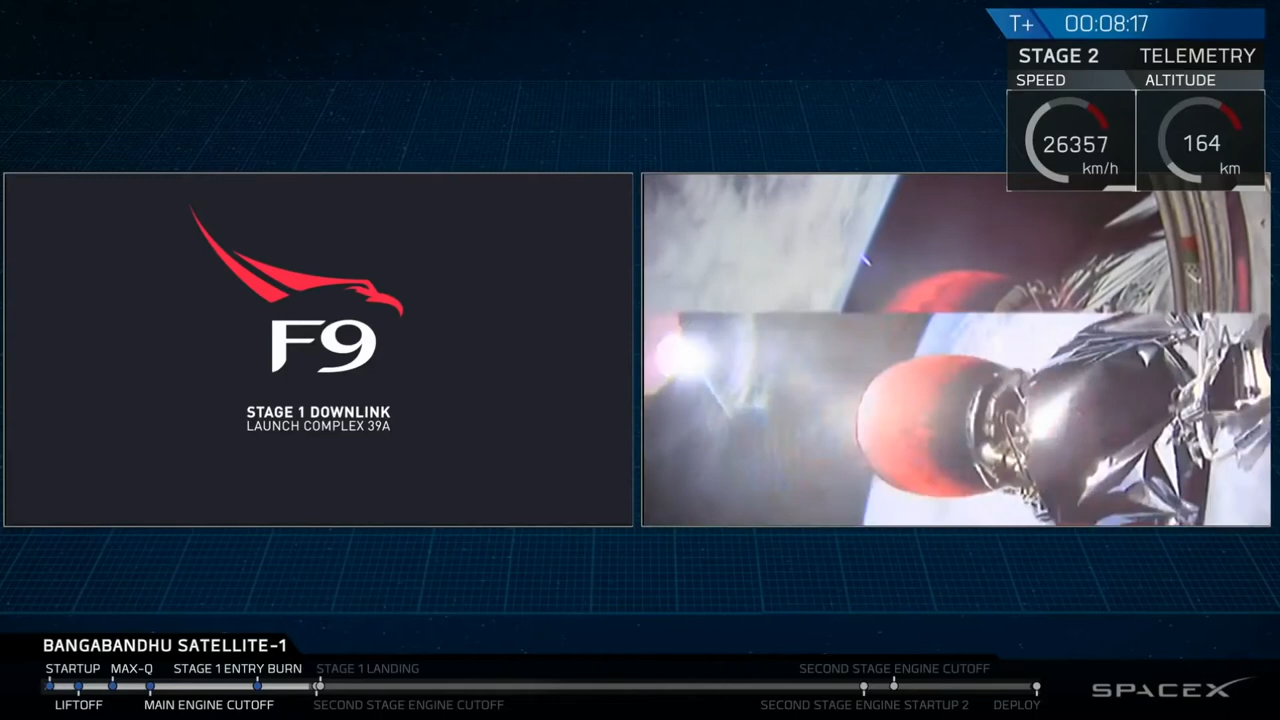 T+ 00:08:17
STAGE 2 TELEMETRY
SPEED ALTITUDE
26357 164
km/h km
F9
STAGE 1 DOWNLINK
LAUNCH COMPLEX 39A
BANGABANDHU SATELLITE-1
STARTUP MAX-Q STAGE 1 ENTRY BURN STAGE 1 LANDING SECOND STAGE ENGINE CUTOFF
LIFTOFF MAIN ENGINE CUTOFF SECOND STAGE ENGINE CUTOFF SECOND STAGE ENGINE STARTUP 2 DEPLOY
SPACEX